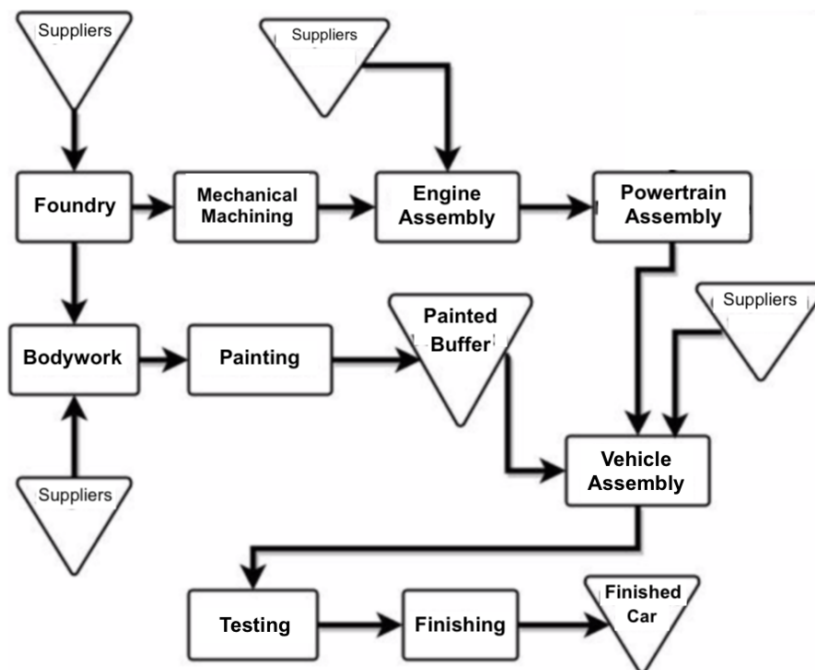 Suppliers
Suppliers
Foundry
Mechanical
Machining
Engine
Assembly
Powertrain
Assembly
Suppliers
Bodywork
Painting
Painted
Buffer
Vehicle
Assembly
Suppliers
Testing
Finishing
Finished
Car